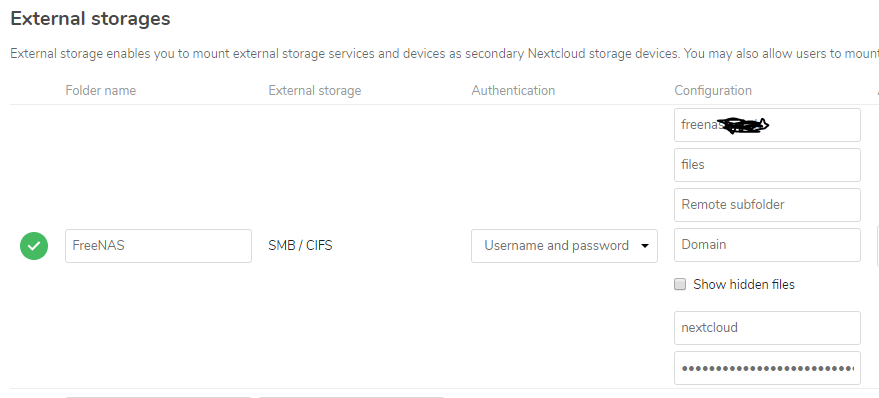 External storages
External storage enables you to mount external storage services and devices as secondary Nextcloud storage devices. You may also allow users to mount
Folder name External storage Authentication Configuration
freenas
files
Remote subfolder
FreeNAS SMB / CIFS Username and password Domain
Show hidden files
nextcloud